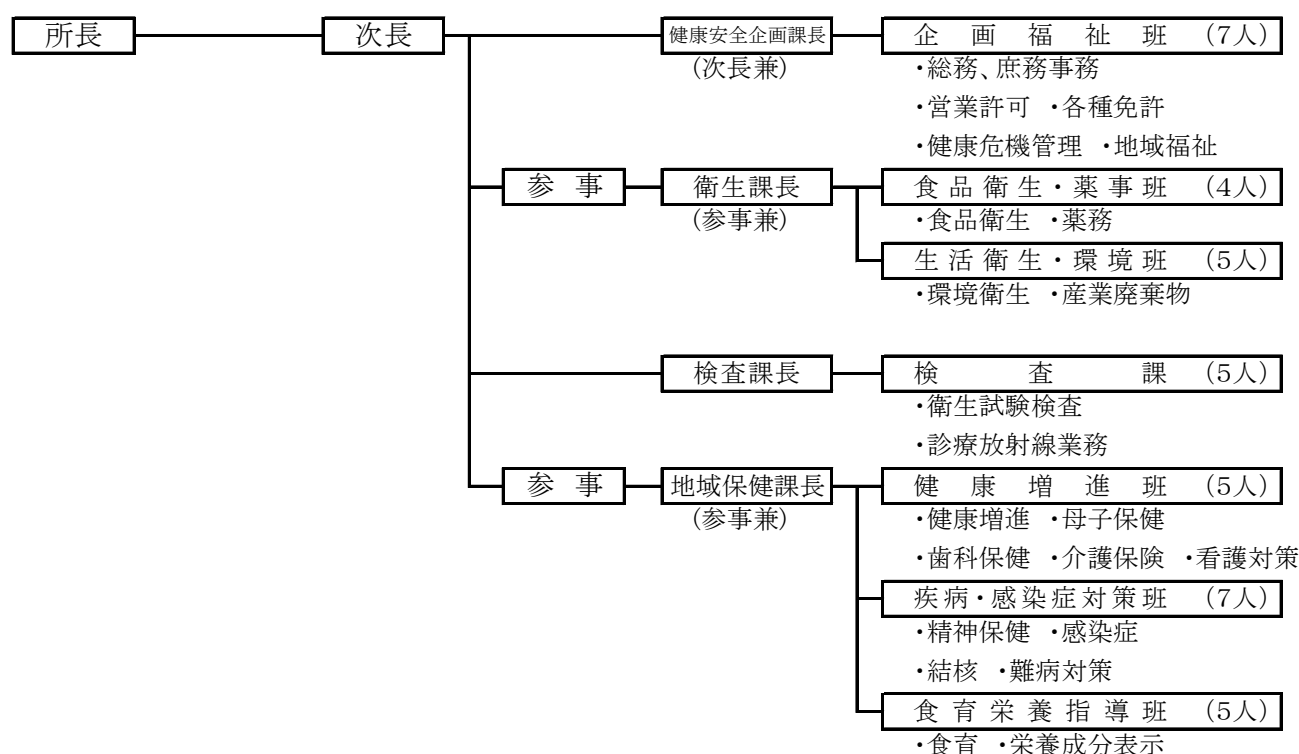 所長 次長 健康安全企画課長 企画福祉班 (7人)
(次長兼) ・総務、庶務事務
・営業許可 ・各種免許
・健康危機管理 ・地域福祉
参事 衛生課長 食品衛生・薬事班 (4人)
(参事兼) ・食品衛生 ・薬務
生活衛生・環境班 (5人)
・環境衛生 ・産業廃棄物
検査課長 検査課 (5人)
・衛生試験検査
・診療放射線業務
参事 地域保健課長 健康増進班 (5人)
(参事兼) ・健康増進 ・母子保健
・歯科保健 ・介護保険 ・看護対策
疾病・感染症対策班 (7人)
・精神保健 ・感染症
・結核 ・難病対策
食育栄養指導班 (5人)
・食育 ・栄養成分表示